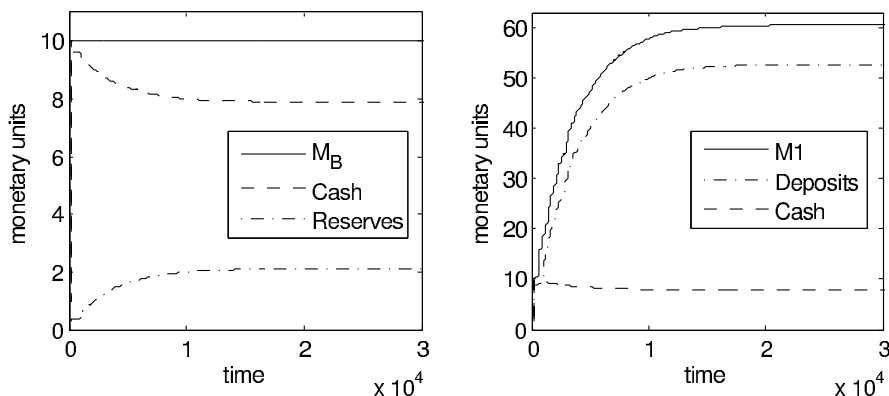 10
8
6
4
2
0
monetary units
M_B
Cash
Reserves
0 1 2 3
time
x 10^4
60
50
40
30
20
10
0
monetary units
M1
Deposits
Cash
0 1 2 3
time
x 10^4